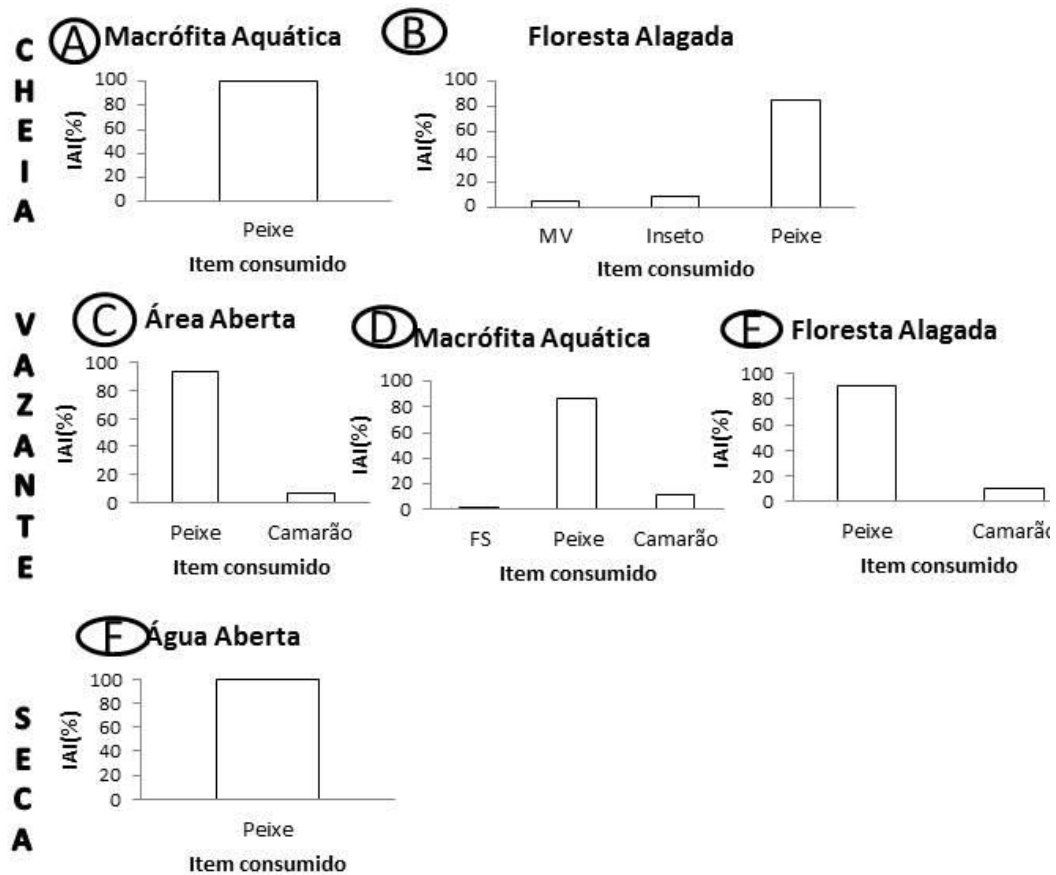 CHEIA
A Macrófita Aquática
IAI(%)
100
80
60
40
20
0
Peixe
Item consumido
B Floresta Alagada
IAI(%)
100
80
60
40
20
0
MV Inseto Peixe
Item consumido
VAZANTE
C Área Aberta
IAI(%)
100
80
60
40
20
0
Peixe Camarão
Item consumido
D Macrófita Aquática
IAI(%)
100
80
60
40
20
0
FS Peixe Camarão
Item consumido
E Floresta Alagada
IAI(%)
100
80
60
40
20
0
Peixe Camarão
Item consumido
SECA
F Água Aberta
IAI(%)
100
80
60
40
20
0
Peixe
Item consumido